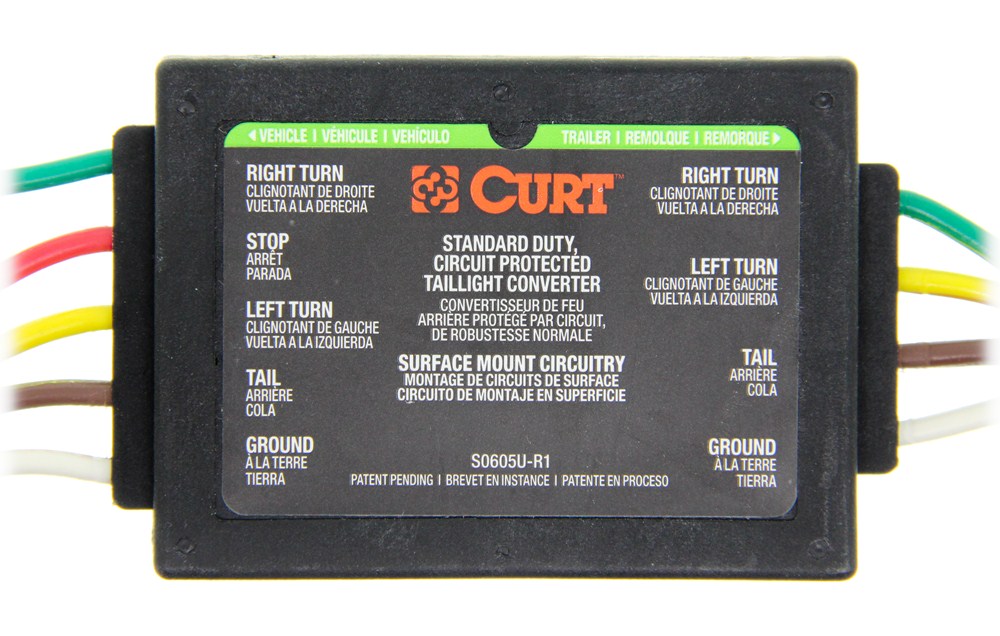 ◀ VEHICLE | VÉHICULE | VEHÍCULO
TRAILER | REMOLQUE | REMORQUE ▶
RIGHT TURN
CLIGNOTANT DE DROITE
VUELTA A LA DERECHA
STOP
ARRÊT
PARADA
LEFT TURN
CLIGNOTANT DE GAUCHE
VUELTA A LA IZQUIERDA
TAIL
ARRIÈRE
COLA
GROUND
À LA TERRE
TIERRA
CURT™
STANDARD DUTY,
CIRCUIT PROTECTED
TAILLIGHT CONVERTER
CONVERTISSEUR DE FEU
ARRIÈRE PROTÉGÉ PAR CIRCUIT,
DE ROBUSTESSE NORMALE
SURFACE MOUNT CIRCUITRY
MONTAGE DE CIRCUITS DE SURFACE
CIRCUITO DE MONTAJE EN SUPERFICIE
S0605U-R1
PATENT PENDING | BREVET EN INSTANCE | PATENTE EN PROCESO
RIGHT TURN
CLIGNOTANT DE DROITE
VUELTA A LA DERECHA
LEFT TURN
CLIGNOTANT DE GAUCHE
VUELTA A LA IZQUIERDA
TAIL
ARRIÈRE
COLA
GROUND
À LA TERRE
TIERRA